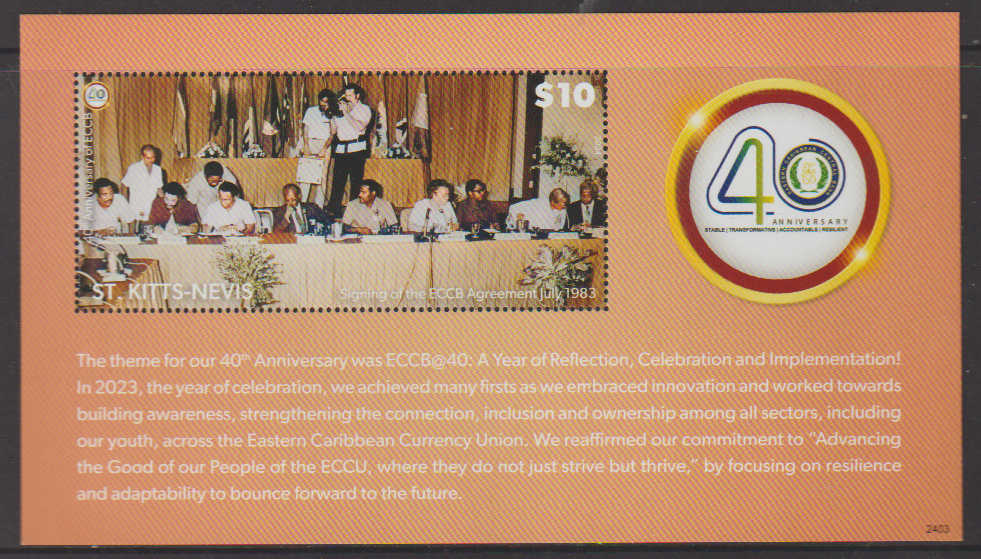 $10
40
40th Anniversary of ECCB
ST. KITTS-NEVIS
Signing of the ECCB Agreement July 1983
40
EASTERN CARIBBEAN CENTRAL BANK
ANNIVERSARY
STABLE | TRANSFORMATIVE | ACCOUNTABLE | RESILIENT
The theme for our 40th Anniversary was ECCB@40: A Year of Reflection, Celebration and Implementation!
In 2023, the year of celebration, we achieved many firsts as we embraced innovation and worked towards
building awareness, strengthening the connection, inclusion and ownership among all sectors, including
our youth, across the Eastern Caribbean Currency Union. We reaffirmed our commitment to “Advancing
the Good of our People of the ECCU, where they do not just strive but thrive,” by focusing on resilience
and adaptability to bounce forward to the future.
2403